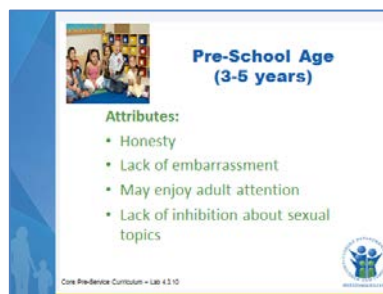 Pre-School Age
(3-5 years)
Attributes:
• Honesty
• Lack of embarrassment
• May enjoy adult attention
• Lack of inhibition about sexual
topics
Core Pre-Service Curriculum – Lab 4.3.10